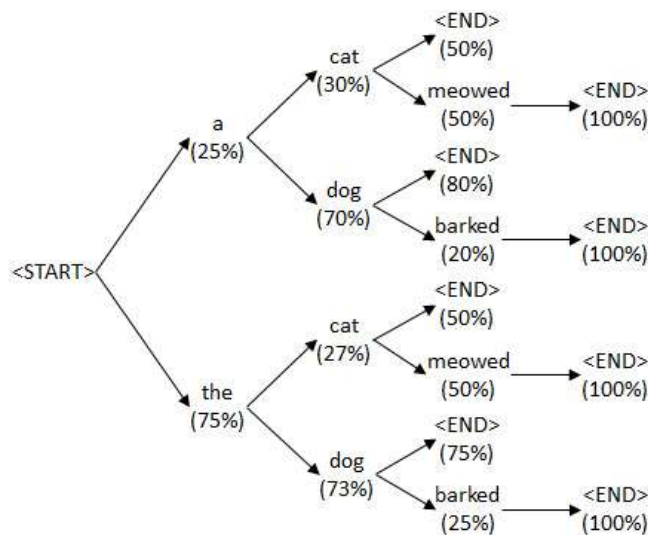 <START>
a
(25%)
cat
(30%)
<END>
(50%)
meowed
(50%)
<END>
(100%)
dog
(70%)
<END>
(80%)
barked
(20%)
<END>
(100%)
the
(75%)
cat
(27%)
<END>
(50%)
meowed
(50%)
<END>
(100%)
dog
(73%)
<END>
(75%)
barked
(25%)
<END>
(100%)